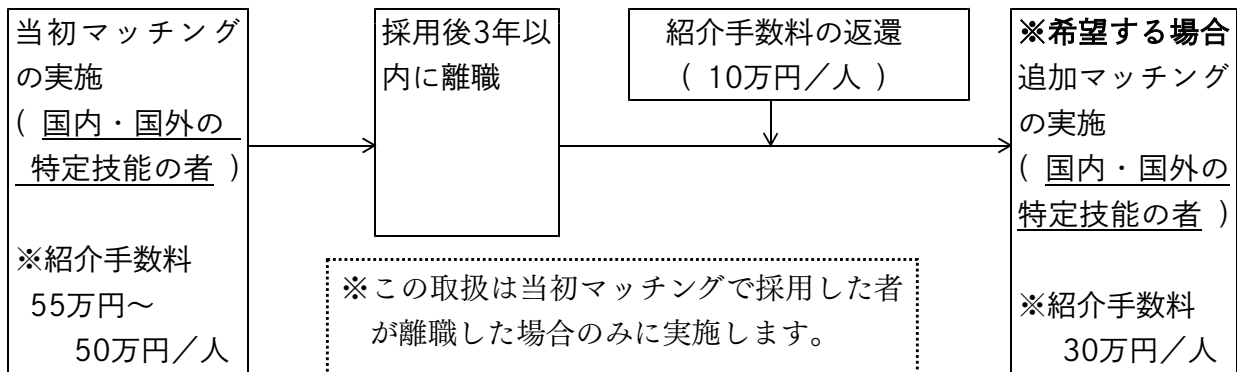 当初マッチング
の実施
( 国内・国外の
特定技能の者 )
※紹介手数料
55万円～
50万円／人
採用後3年以
内に離職
紹介手数料の返還
( 10万円／人 )
※この取扱は当初マッチングで採用した者
が離職した場合のみに実施します。
※希望する場合
追加マッチング
の実施
( 国内・国外の
特定技能の者 )
※紹介手数料
30万円／人